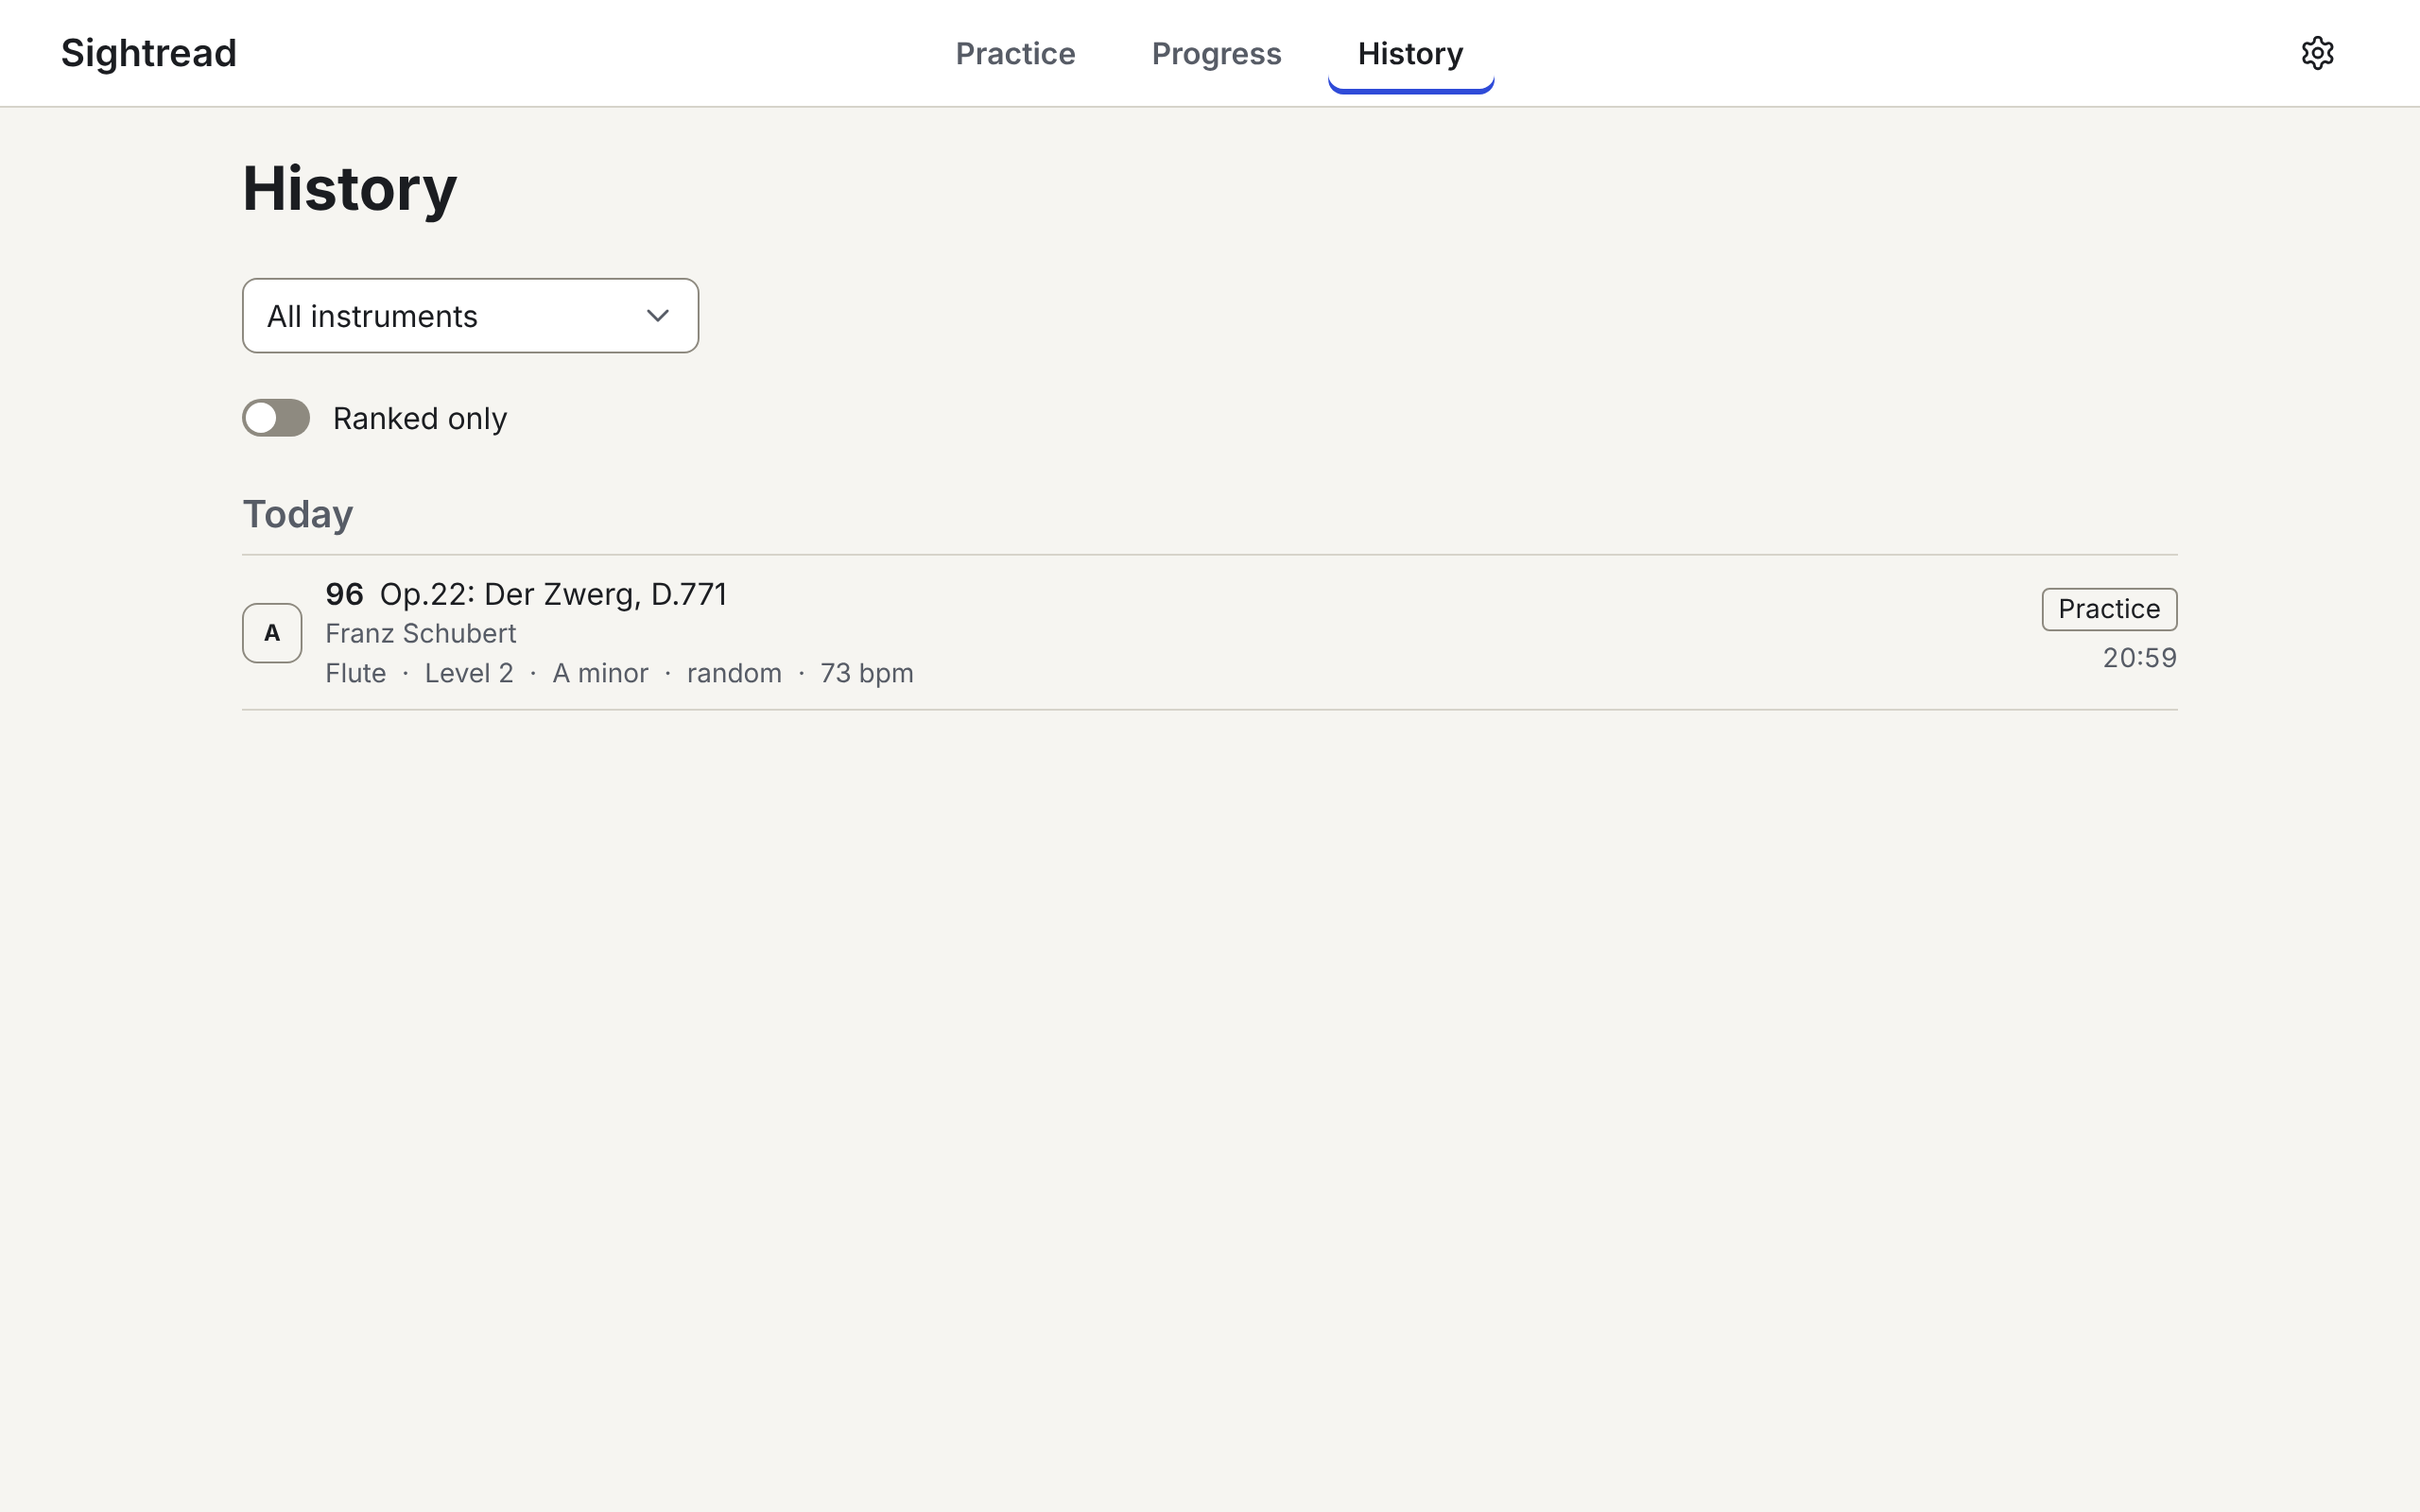 Sightread
Practice
Progress
History
History
All instruments
Ranked only
Today
A
96 Op.22: Der Zwerg, D.771
Franz Schubert
Flute · Level 2 · A minor · random · 73 bpm
Practice
20:59